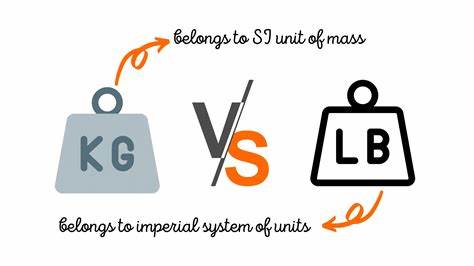 belongs to SI unit of mass
KG
VS
LB
belongs to imperial system of units